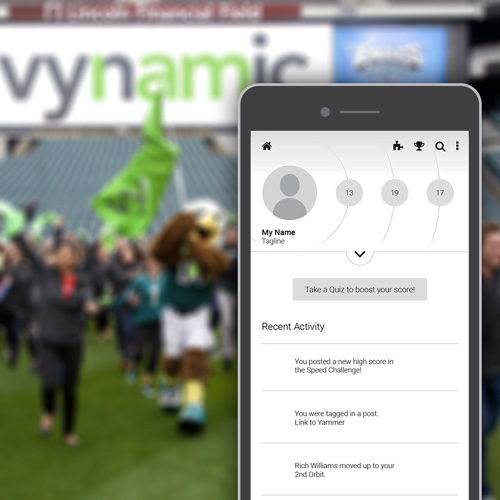 Lincoln Financial Field
vynamic
13
19
17
My Name
Tagline
Take a Quiz to boost your score!
Recent Activity
You posted a new high score in
the Speed Challenge!
You were tagged in a post.
Link to Yammer
Rich Williams moved up to your
2nd Orbit.